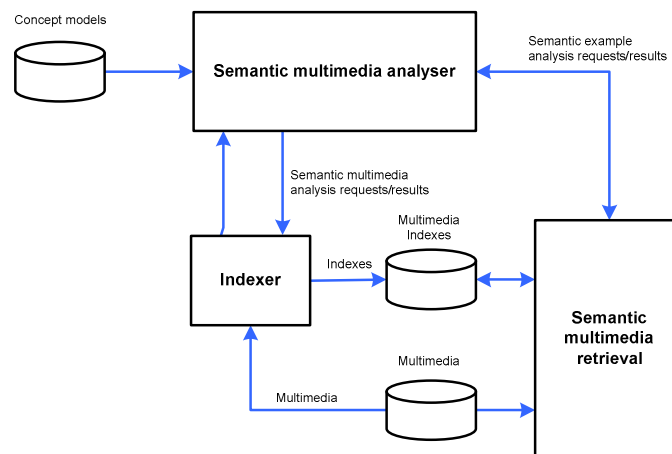 Concept models
Semantic multimedia analyser
Semantic example
analysis requests/results
Semantic multimedia
analysis requests/results
Multimedia
Indexes
Indexer
Indexes
Semantic
multimedia
retrieval
Multimedia
Multimedia